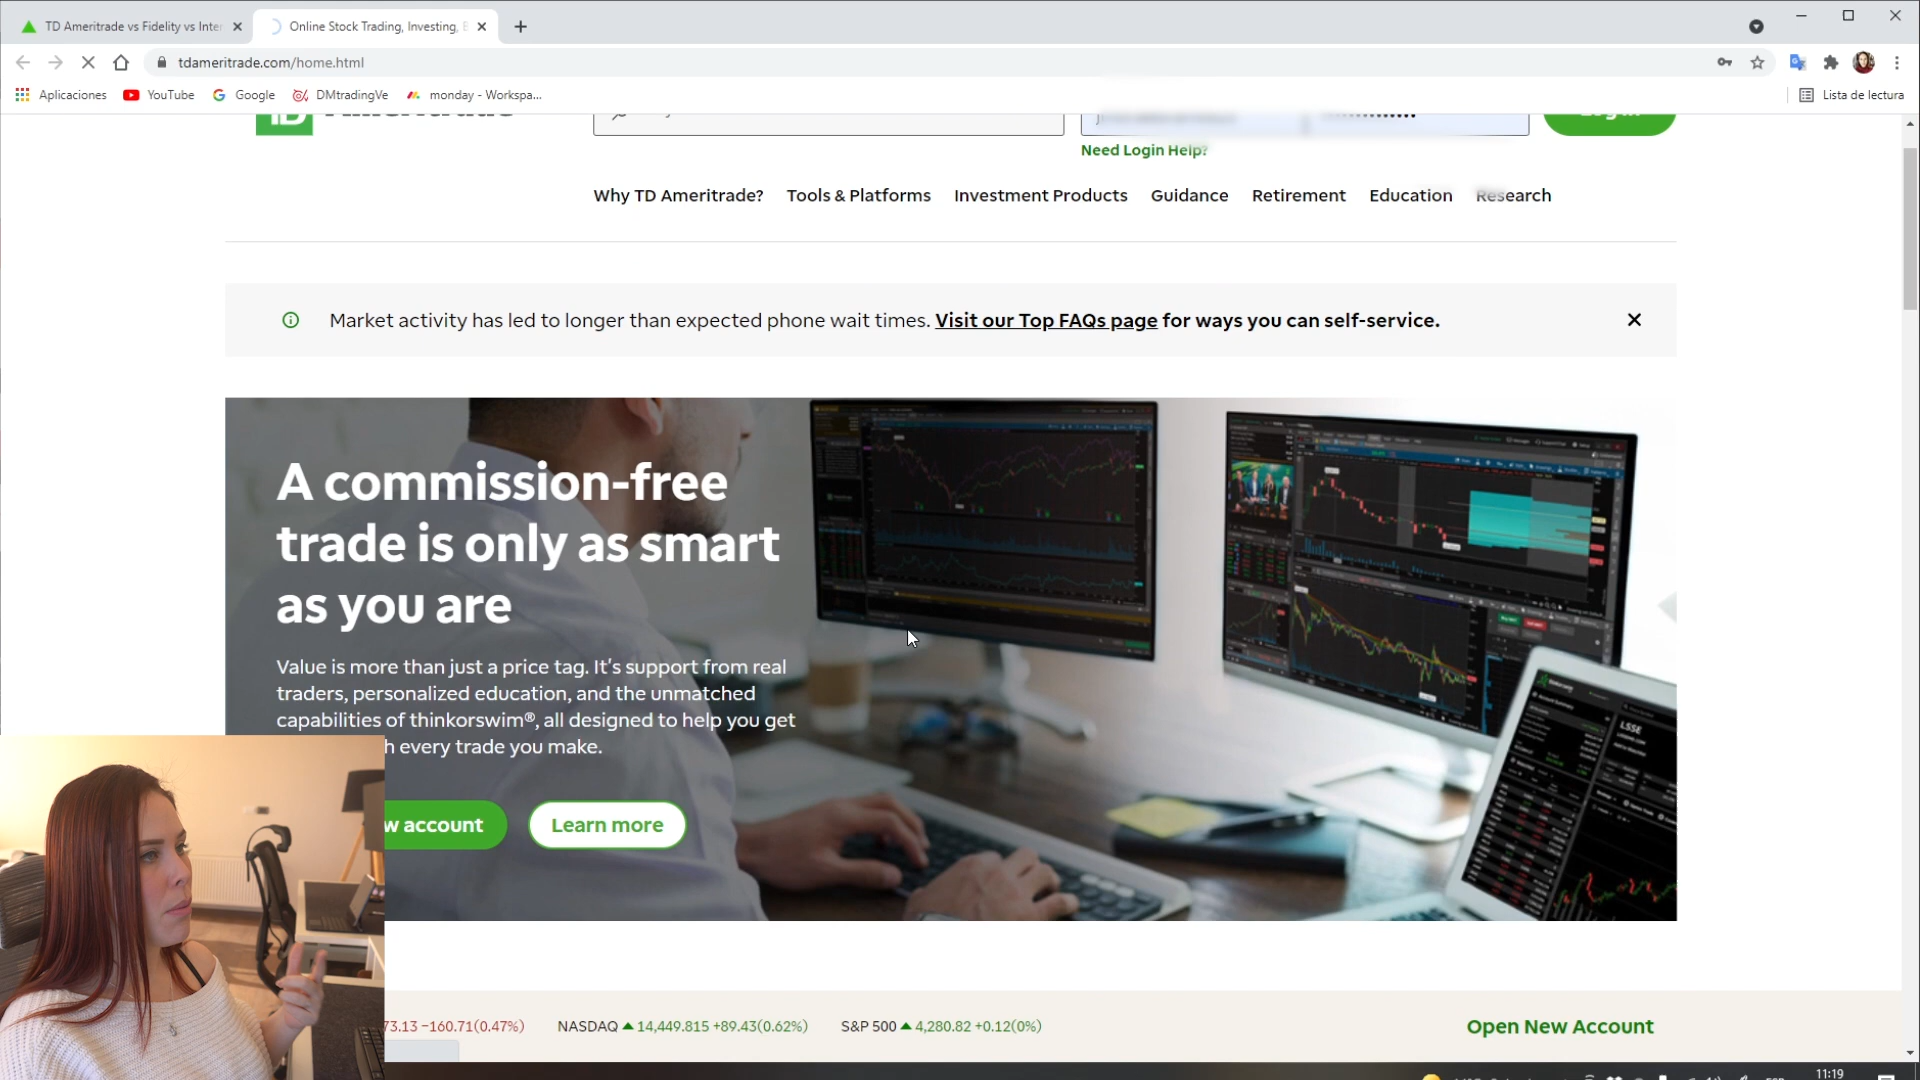 TD Ameritrade vs Fidelity vs Inter
Online Stock Trading, Investing,
tdameritrade.com/home.html
Aplicaciones YouTube Google DMtradingVe monday - Workspa... Lista de lectura
Need Login Help?
Why TD Ameritrade? Tools & Platforms Investment Products Guidance Retirement Education Research
Market activity has led to longer than expected phone wait times. Visit our Top FAQs page for ways you can self-service.
A commission-free
trade is only as smart
as you are
Value is more than just a price tag. It's support from real
traders, personalized education, and the unmatched
capabilities of thinkorswim®, all designed to help you get
every trade you make.
account Learn more
73.13 -160.71(0.47%) NASDAQ 14,449.815 +89.43(0.62%) S&P 500 4,280.82 +0.12(0%) Open New Account
11:19